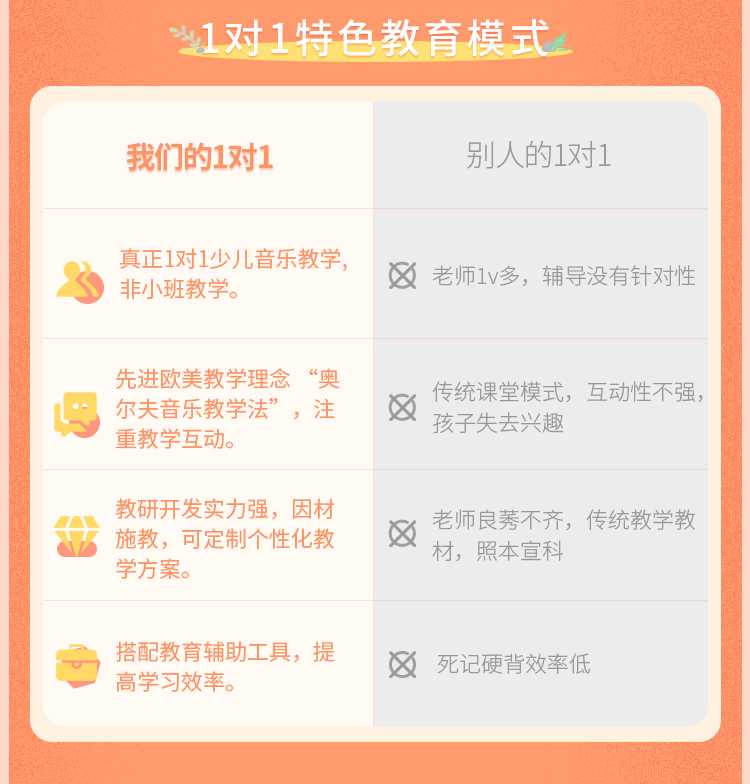 1对1特色教育模式
我们的1对1
别人的1对1
真正1对1少儿音乐教学,
非小班教学。
老师1v多，辅导没有针对性
先进欧美教学理念 “奥
尔夫音乐教学法”，注
重教学互动。
传统课堂模式，互动性不强，
孩子失去兴趣
教研开发实力强，因材
施教，可定制个性化教
学方案。
老师良莠不齐，传统教学教
材，照本宣科
搭配教育辅助工具，提
高学习效率。
死记硬背效率低